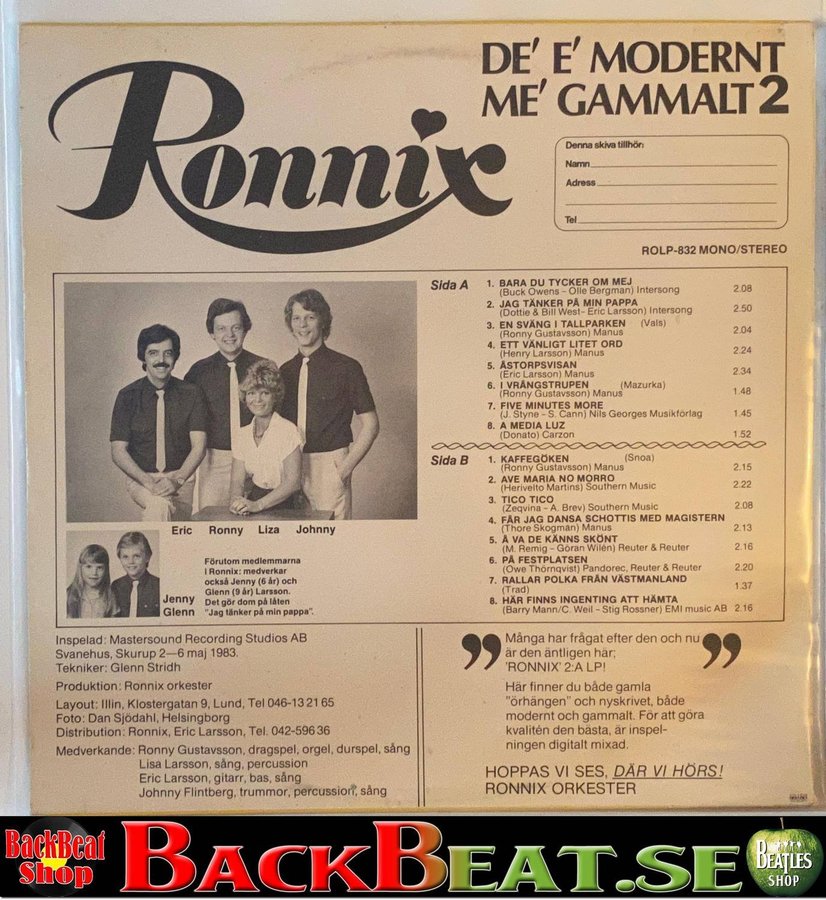 Ronnix
DE' E' MODERNT
ME' GAMMALT 2
Denna skiva tillhör:
Namn
Adress
Tel
ROLP-832 MONO/STEREO
Sida A
1. BARA DU TYCKER OM MEJ
(Buck Owens - Olle Bergman) Intersong 2.08
2. JAG TÄNKER PÅ MIN PAPPA
(Dottie & Bill West - Eric Larsson) Intersong 2.50
3. EN SVÄNG I TALLPARKEN (Vals)
(Ronny Gustavsson) Manus 2.04
4. ETT VÄNLIGT LITET ORD
(Henry Larsson) Manus 2.24
5. ÅSTORPSVISAN
(Eric Larsson) Manus 2.34
6. I VRÅNGSTRUPEN (Mazurka)
(Ronny Gustavsson) Manus 1.48
7. FIVE MINUTES MORE
(J. Styne - S. Cann) Nils Georges Musikförlag 1.45
8. A MEDIA LUZ
(Donato) Carzon 1.52
Sida B
1. KAFFEGÖKEN (Snoa)
(Ronny Gustavsson) Manus 2.15
2. AVE MARIA NO MORRO
(Herivelto Martins) Southern Music 2.22
3. TICO TICO
(Zeqvina - A. Brev) Southern Music 2.08
4. FÅR JAG DANSA SCHOTTIS MED MAGISTERN
(Thore Skogman) Manus 2.13
5. Å VA DE KÄNNS SKÖNT
(M. Remig - Göran Wilén) Reuter & Reuter 2.16
6. PÅ FESTPLATSEN
(Owe Thörnqvist) Pandorec, Reuter & Reuter 2.20
7. RALLAR POLKA FRÅN VÄSTMANLAND
(Trad) 1.37
8. HÄR FINNS INGENTING ATT HÄMTA
(Barry Mann/C. Weil - Stig Rossner) EMI music AB 2.16
Eric Ronny Liza Johnny
Jenny
Glenn
Förutom medlemmarna
i Ronnix: medverkar
också Jenny (6 år) och
Glenn (9 år) Larsson.
Det gör dom på låten
"Jag tänker på min pappa".
Inspelad: Mastersound Recording Studios AB
Svanehus, Skurup 2–6 maj 1983.
Tekniker: Glenn Stridh
Produktion: Ronnix orkester
Layout: Illin, Klostergatan 9, Lund, Tel 046-13 21 65
Foto: Dan Sjödahl, Helsingborg
Distribution: Ronnix, Eric Larsson, Tel. 042-596 36
Medverkande: Ronny Gustavsson, dragspel, orgel, durspel, sång
Lisa Larsson, sång, percussion
Eric Larsson, gitarr, bas, sång
Johnny Flintberg, trummor, percussion, sång
” Många har frågat efter den och nu ”
är den äntligen här;
'RONNIX' 2:A LP!
Här finner du både gamla
”örhängen” och nyskrivet, både
modernt och gammalt. För att göra
kvalitén den bästa, är inspel-
ningen digitalt mixad.
HOPPAS VI SES, DÄR VI HÖRS!
RONNIX ORKESTER
BackBeat
Shop
BACKBEAT.SE
BEATLES
SHOP